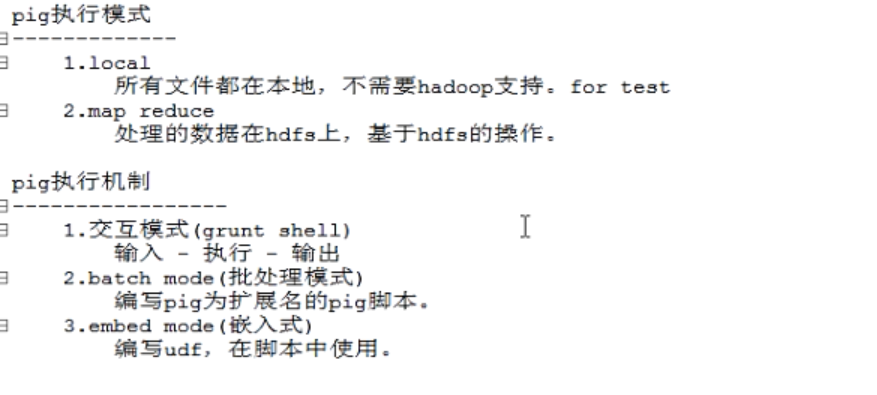 pig执行模式
-------------
1.local
所有文件都在本地，不需要hadoop支持。for test
2.map reduce
处理的数据在hdfs上，基于hdfs的操作。
pig执行机制
-----------------
1.交互模式(grunt shell)
输入 - 执行 - 输出
2.batch mode(批处理模式)
编写pig为扩展名的pig脚本。
3.embed mode(嵌入式)
编写udf，在脚本中使用。